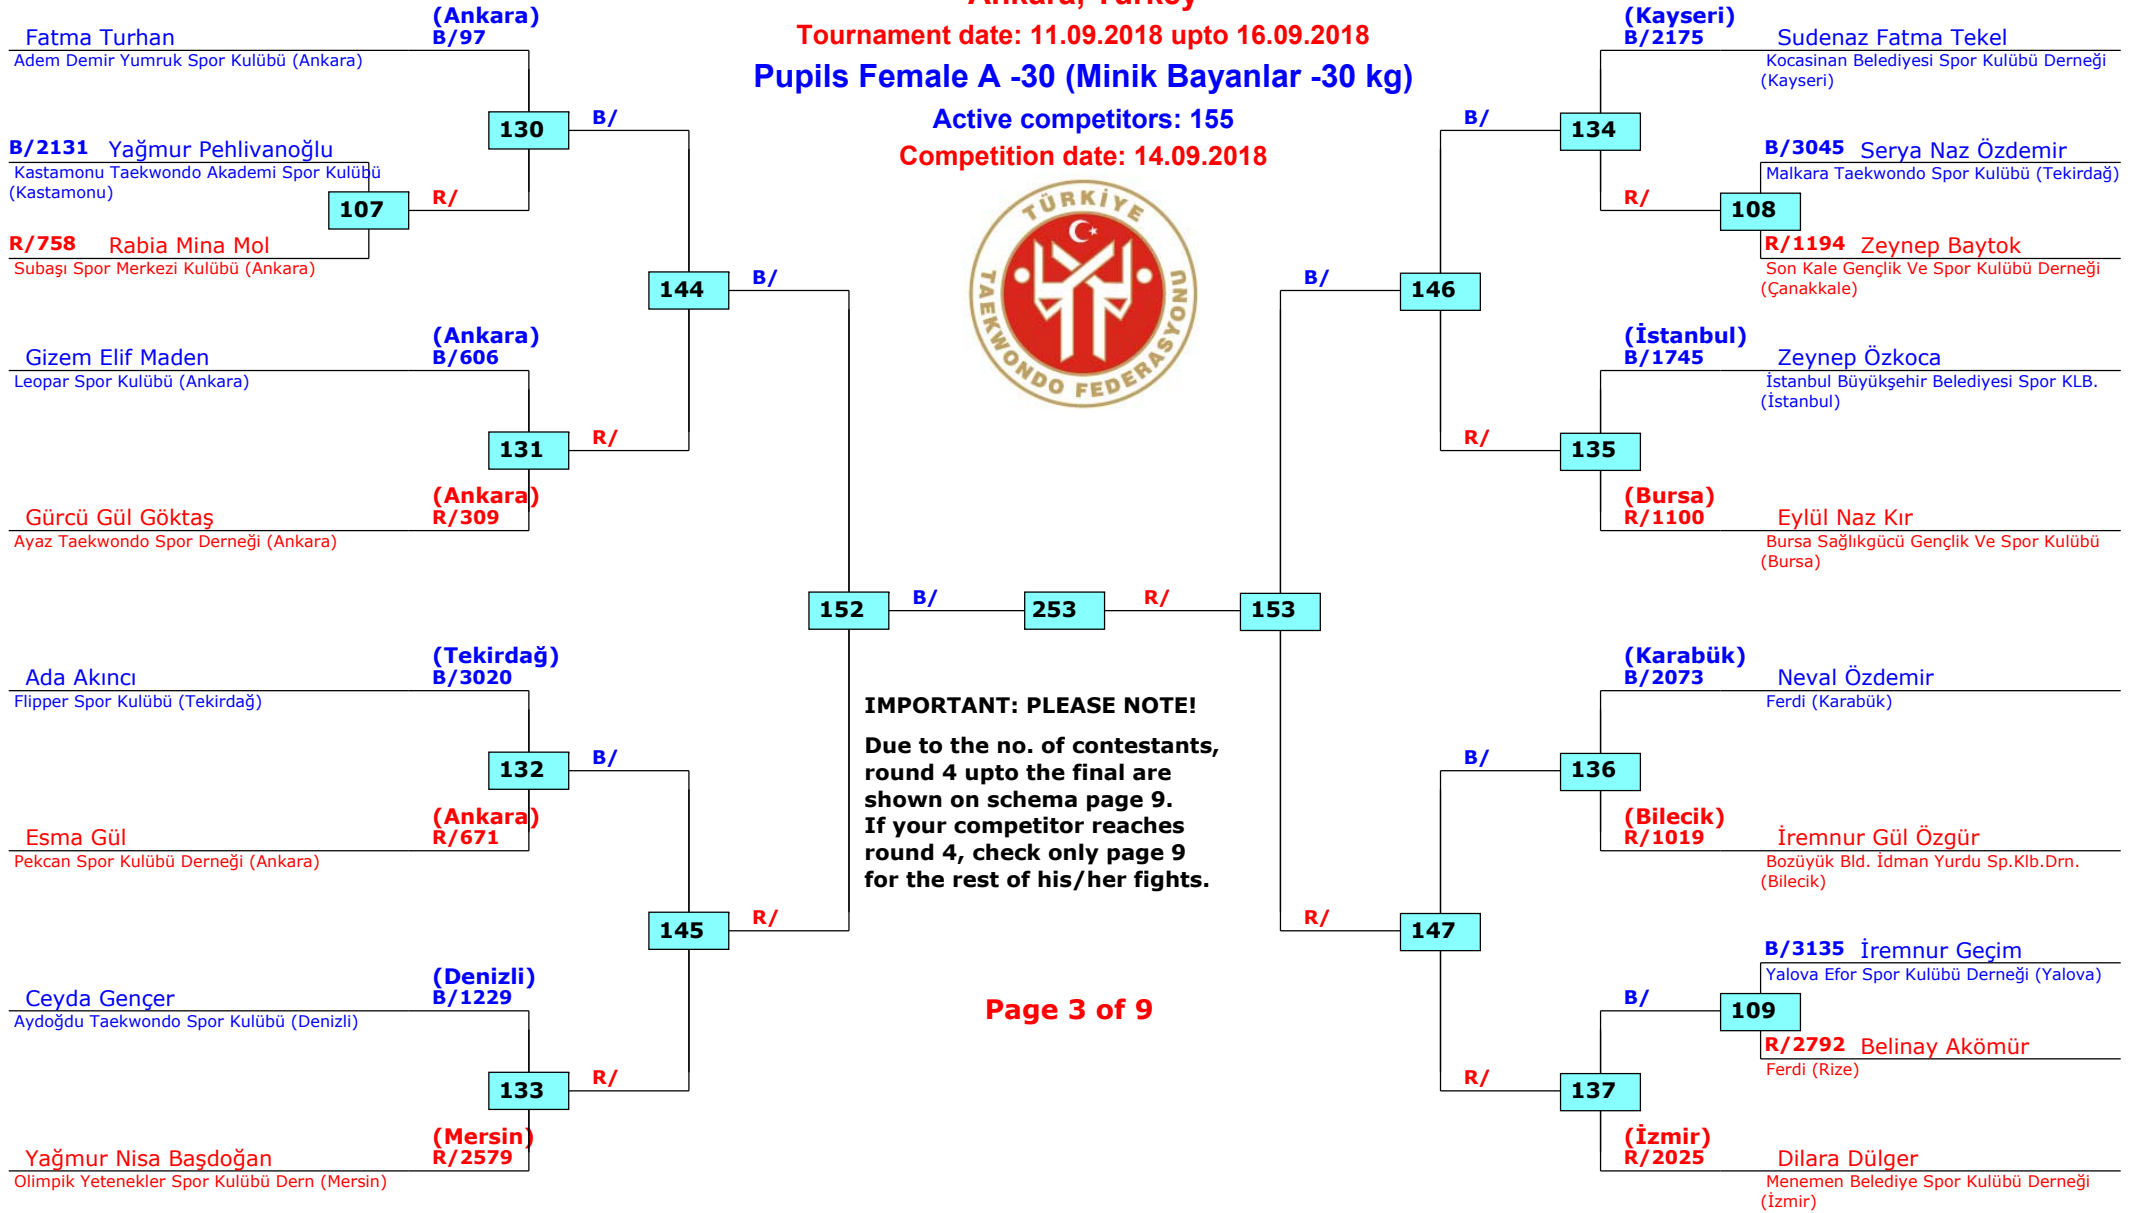 Ankara, Turkey
Tournament date: 11.09.2018 upto 16.09.2018
Pupils Female A -30 (Minik Bayanlar -30 kg)
Active competitors: 155
Competition date: 14.09.2018
TÜRKİYE
TAEKWONDO FEDERASYONU
(Ankara)
Fatma Turhan B/97
Adem Demir Yumruk Spor Kulübü (Ankara)
130 B/
B/2131 Yağmur Pehlivanoğlu
Kastamonu Taekwondo Akademi Spor Kulübü
(Kastamonu)
107 R/
R/758 Rabia Mina Mol
Subaşı Spor Merkezi Kulübü (Ankara)
144 B/
(Ankara)
Gizem Elif Maden B/606
Leopar Spor Kulübü (Ankara)
131 R/
(Ankara)
Gürcü Gül Göktaş R/309
Ayaz Taekwondo Spor Derneği (Ankara)
152 B/ 253 R/ 153
(Tekirdağ)
Ada Akıncı B/3020
Flipper Spor Kulübü (Tekirdağ)
132 B/
(Ankara)
Esma Gül R/671
Pekcan Spor Kulübü Derneği (Ankara)
145 R/
(Denizli)
Ceyda Gençer B/1229
Aydoğdu Taekwondo Spor Kulübü (Denizli)
133 R/
(Mersin)
Yağmur Nisa Başdoğan R/2579
Olimpik Yetenekler Spor Kulübü Dern (Mersin)
IMPORTANT: PLEASE NOTE!
Due to the no. of contestants,
round 4 upto the final are
shown on schema page 9.
If your competitor reaches
round 4, check only page 9
for the rest of his/her fights.
Page 3 of 9
(Kayseri)
B/2175 Sudenaz Fatma Tekel
Kocasinan Belediyesi Spor Kulübü Derneği
(Kayseri)
B/ 134
B/3045 Serya Naz Özdemir
Malkara Taekwondo Spor Kulübü (Tekirdağ)
R/ 108
R/1194 Zeynep Baytok
Son Kale Gençlik Ve Spor Kulübü Derneği
(Çanakkale)
B/ 146
(İstanbul)
B/1745 Zeynep Özkoca
İstanbul Büyükşehir Belediyesi Spor KLB.
(İstanbul)
R/ 135
(Bursa)
R/1100 Eylül Naz Kır
Bursa Sağlıkgücü Gençlik Ve Spor Kulübü
(Bursa)
(Karabük)
B/2073 Neval Özdemir
Ferdi (Karabük)
B/ 136
(Bilecik)
R/1019 İremnur Gül Özgür
Bozüyük Bld. İdman Yurdu Sp.Klb.Drn.
(Bilecik)
R/ 147
B/3135 İremnur Geçim
Yalova Efor Spor Kulübü Derneği (Yalova)
B/ 109
R/2792 Belinay Akömür
Ferdi (Rize)
R/ 137
(İzmir)
R/2025 Dilara Dülger
Menemen Belediye Spor Kulübü Derneği
(İzmir)